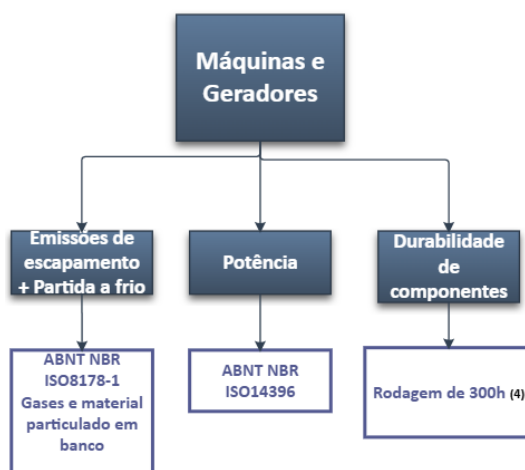 Máquinas e
Geradores
Emissões de
escapamento
+ Partida a frio
Potência
Durabilidade
de
componentes
ABNT NBR
ISO8178-1
Gases e material
particulado em
banco
ABNT NBR
ISO14396
Rodagem de 300h (4)